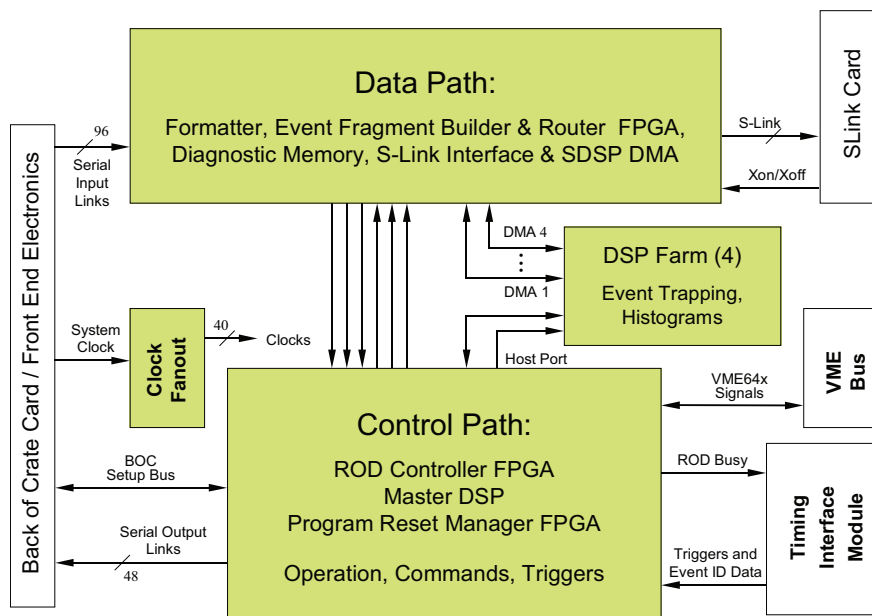 Data Path:
Formatter, Event Fragment Builder & Router FPGA,
Diagnostic Memory, S-Link Interface & SDSP DMA
Back of Crate Card / Front End Electronics
96
Serial
Input
Links
S-Link
Xon/Xoff
SLink Card
DMA 4
DMA 1
DSP Farm (4)
Event Trapping,
Histograms
Host Port
System
Clock
Clock
Fanout
40
Clocks
VME64x
Signals
VME
Bus
Control Path:
ROD Controller FPGA
Master DSP
Program Reset Manager FPGA
Operation, Commands, Triggers
BOC
Setup Bus
Serial Output
Links
48
ROD Busy
Triggers and
Event ID Data
Timing
Interface
Module